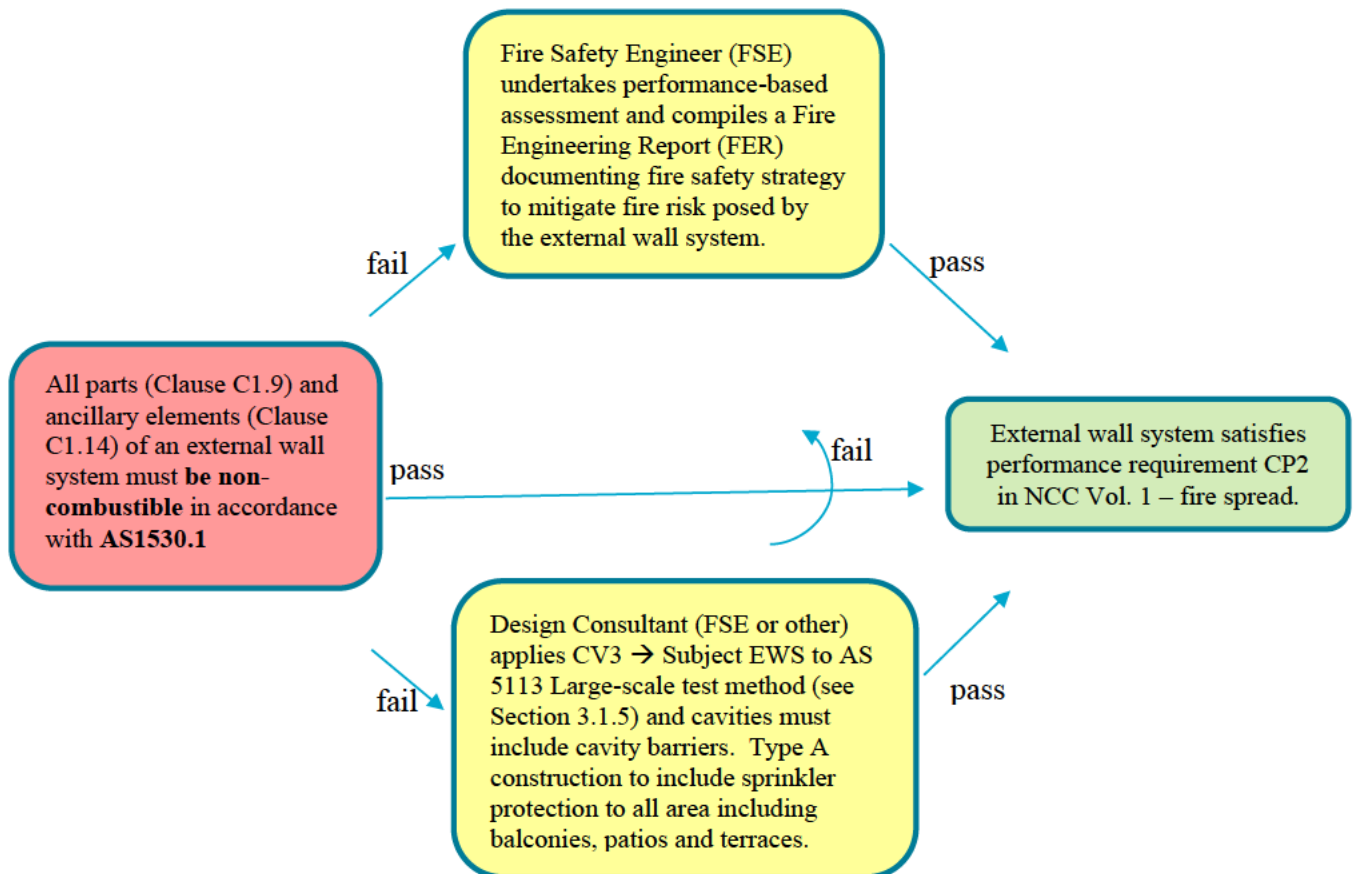 Fire Safety Engineer (FSE)
undertakes performance-based
assessment and compiles a Fire
Engineering Report (FER)
documenting fire safety strategy
to mitigate fire risk posed by
the external wall system.
fail
pass
All parts (Clause C1.9) and
ancillary elements (Clause
C1.14) of an external wall
system must be non-
combustible in accordance
with AS1530.1
pass
fail
External wall system satisfies
performance requirement CP2
in NCC Vol. 1 – fire spread.
fail
Design Consultant (FSE or other)
applies CV3 → Subject EWS to AS
5113 Large-scale test method (see
Section 3.1.5) and cavities must
include cavity barriers.  Type A
construction to include sprinkler
protection to all area including
balconies, patios and terraces.
pass